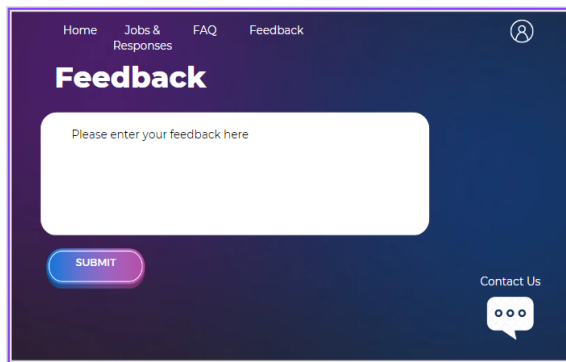 Home Jobs & FAQ Feedback
Responses
Feedback
Please enter your feedback here
SUBMIT
Contact Us